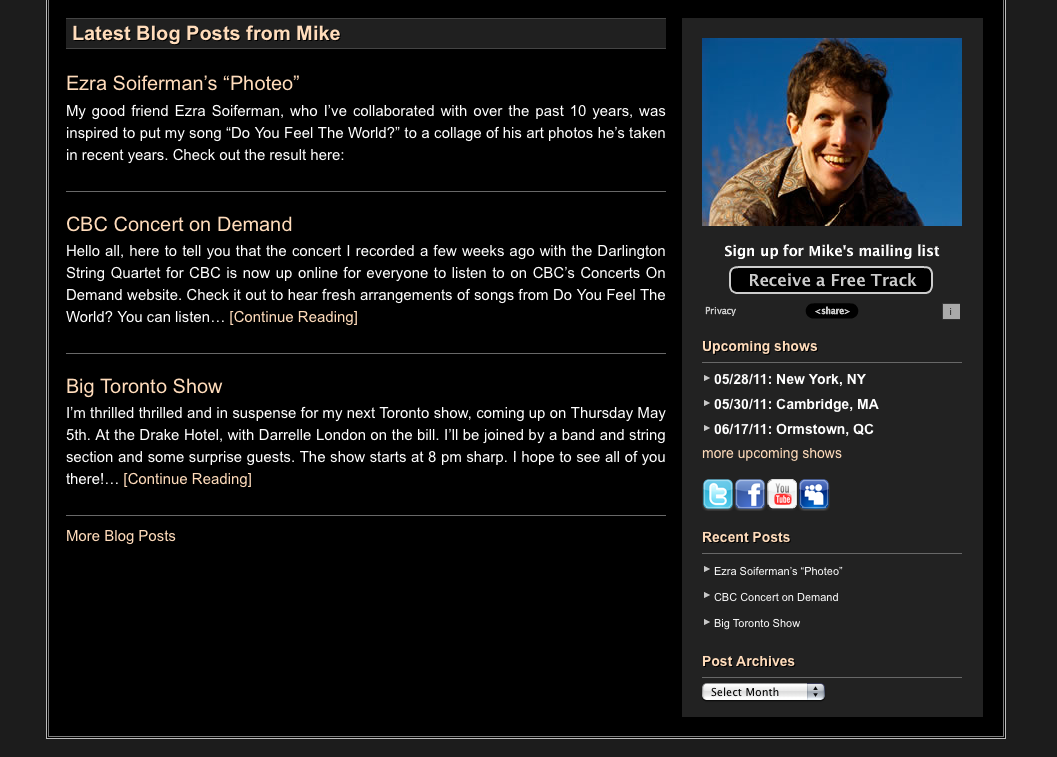 Latest Blog Posts from Mike
Ezra Soiferman’s “Photeo”
My good friend Ezra Soiferman, who I’ve collaborated with over the past 10 years, was
inspired to put my song “Do You Feel The World?” to a collage of his art photos he’s taken
in recent years. Check out the result here:
CBC Concert on Demand
Hello all, here to tell you that the concert I recorded a few weeks ago with the Darlington
String Quartet for CBC is now up online for everyone to listen to on CBC’s Concerts On
Demand website. Check it out to hear fresh arrangements of songs from Do You Feel The
World? You can listen… [Continue Reading]
Big Toronto Show
I’m thrilled thrilled and in suspense for my next Toronto show, coming up on Thursday May
5th. At the Drake Hotel, with Darrelle London on the bill. I’ll be joined by a band and string
section and some surprise guests. The show starts at 8 pm sharp. I hope to see all of you
there!… [Continue Reading]
More Blog Posts
Sign up for Mike's mailing list
Receive a Free Track
Privacy
<share>
i
Upcoming shows
05/28/11: New York, NY
05/30/11: Cambridge, MA
06/17/11: Ormstown, QC
more upcoming shows
You Tube
Recent Posts
Ezra Soiferman’s “Photeo”
CBC Concert on Demand
Big Toronto Show
Post Archives
Select Month